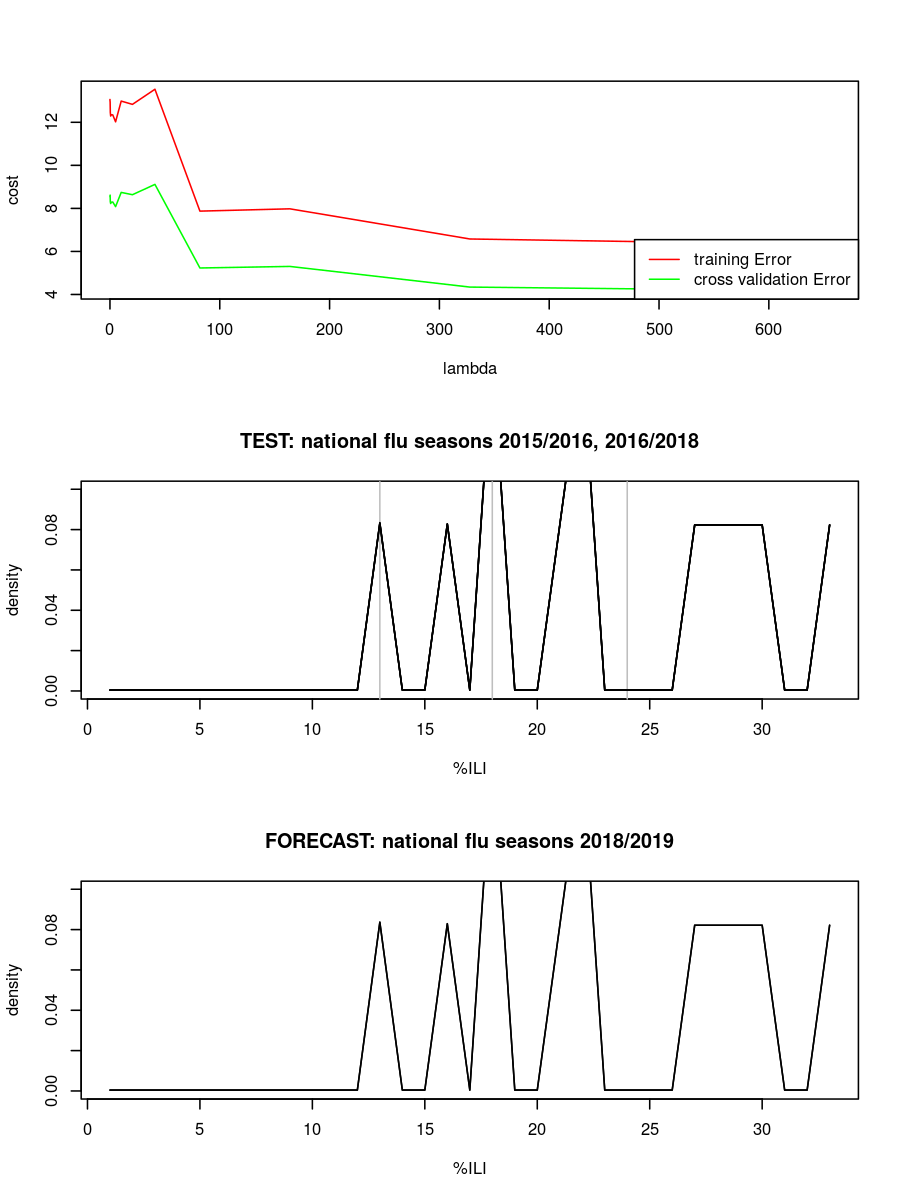 12
10
8
6
4
cost
training Error
cross validation Error
0 100 200 300 400 500 600
lambda
TEST: national flu seasons 2015/2016, 2016/2018
0.08
0.04
0.00
density
0 5 10 15 20 25 30
%ILI
FORECAST: national flu seasons 2018/2019
0.08
0.04
0.00
density
0 5 10 15 20 25 30
%ILI